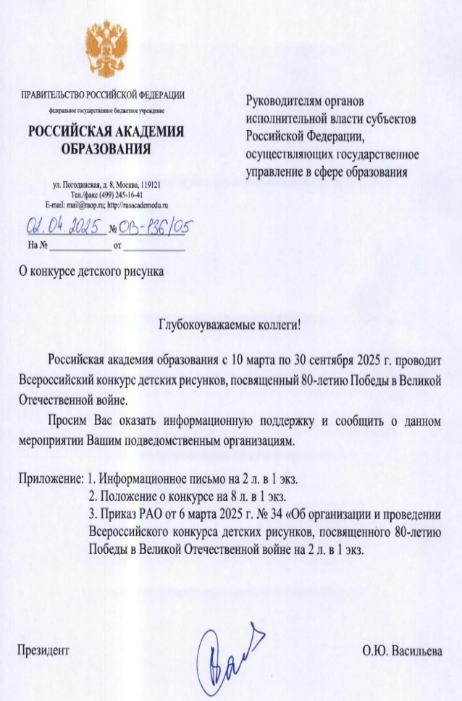 ПРАВИТЕЛЬСТВО РОССИЙСКОЙ ФЕДЕРАЦИИ
федеральное государственное бюджетное учреждение
РОССИЙСКАЯ АКАДЕМИЯ
ОБРАЗОВАНИЯ
ул. Погодинская, д. 8, Москва, 119121
Тел./факс (499) 245-16-41
E-mail: mail@raop.ru; http://rusacademedu.ru
02.04.2025 № ОВ-136/05
На № от
Руководителям органов
исполнительной власти субъектов
Российской Федерации,
осуществляющих государственное
управление в сфере образования
О конкурсе детского рисунка
Глубокоуважаемые коллеги!
Российская академия образования с 10 марта по 30 сентября 2025 г. проводит
Всероссийский конкурс детских рисунков, посвященный 80-летию Победы в Великой
Отечественной войне.
Просим Вас оказать информационную поддержку и сообщить о данном
мероприятии Вашим подведомственным организациям.
Приложение: 1. Информационное письмо на 2 л. в 1 экз.
2. Положение о конкурсе на 8 л. в 1 экз.
3. Приказ РАО от 6 марта 2025 г. № 34 «Об организации и проведении
Всероссийского конкурса детских рисунков, посвященного 80-летию
Победы в Великой Отечественной войне на 2 л. в 1 экз.
Президент
О.Ю. Васильева